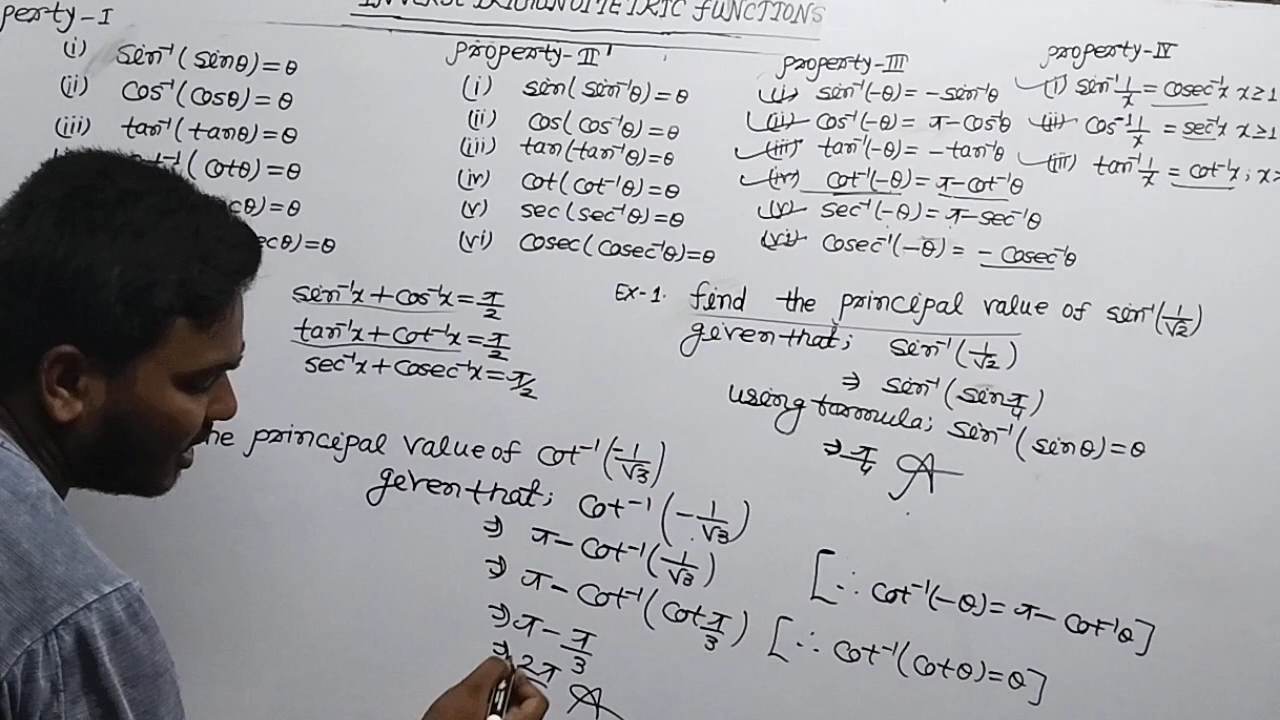 INVERSE TRIGONOMETRIC FUNCTIONS
perty-I
(i) sin⁻¹(sinθ)=θ
(ii) cos⁻¹(cosθ)=θ
(iii) tan⁻¹(tanθ)=θ
(cotθ)=θ
cθ)=θ
ecθ)=θ
property-II
(i) sin(sin⁻¹θ)=θ
(ii) cos(cos⁻¹θ)=θ
(iii) tan(tan⁻¹θ)=θ
(iv) cot(cot⁻¹θ)=θ
(v) sec(sec⁻¹θ)=θ
(vi) cosec(cosec⁻¹θ)=θ
property-III
(i) sin⁻¹(-θ)= -sin⁻¹θ
(ii) cos⁻¹(-θ)= π-cos⁻¹θ
(iii) tan⁻¹(-θ)= -tan⁻¹θ
(iv) cot⁻¹(-θ)= π-cot⁻¹θ
(v) sec⁻¹(-θ)= π-sec⁻¹θ
(vi) cosec⁻¹(-θ)= - cosec⁻¹θ
property-IV
(i) sin⁻¹ 1/x = cosec⁻¹x x≥1
(ii) cos⁻¹ 1/x = sec⁻¹x x≥1
(iii) tan⁻¹ 1/x = cot⁻¹x; x>
sin⁻¹x + cos⁻¹x = π/2
tan⁻¹x + cot⁻¹x = π/2
sec⁻¹x + cosec⁻¹x = π/2
EX-1. find the principal value of sin⁻¹(1/√2)
given that; sin⁻¹(1/√2)
⇒ sin⁻¹(sin π/4)
using formula; sin⁻¹(sinθ)=θ
⇒ π/4 A
he principal value of cot⁻¹(-1/√3)
given that; cot⁻¹(-1/√3)
⇒ π - cot⁻¹(1/√3) [∴ cot⁻¹(-θ)= π- cot⁻¹θ]
⇒ π - cot⁻¹(cot π/3) [∴ cot⁻¹(cotθ)=θ]
⇒ π - π/3
⇒ 2π A